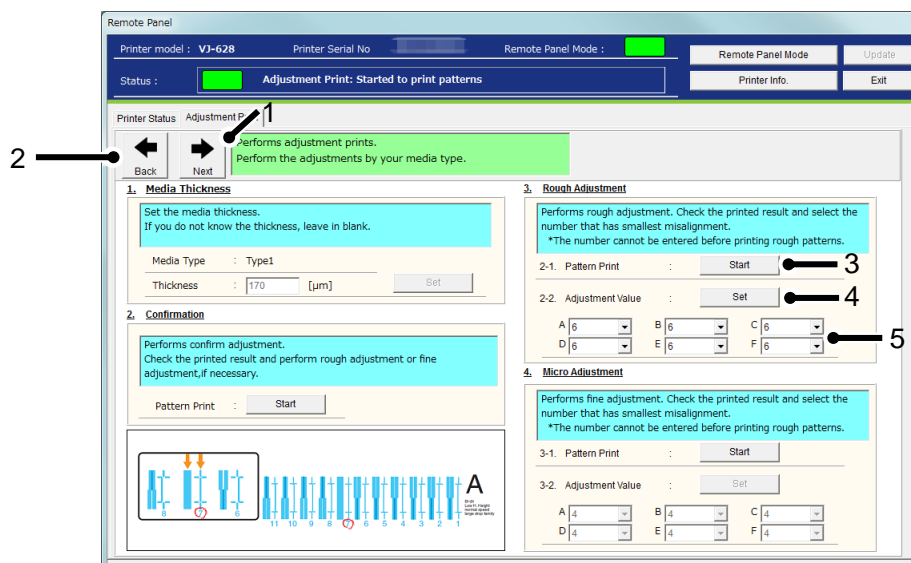 Remote Panel
Printer model : VJ-628 Printer Serial No Remote Panel Mode :
Remote Panel Mode Update
Status : Adjustment Print: Started to print patterns
Printer Info. Exit
1
Printer Status Adjustment P
2
Back Next
Performs adjustment prints.
Perform the adjustments by your media type.
1. Media Thickness
Set the media thickness.
If you do not know the thickness, leave in blank.
Media Type : Type1
Thickness : 170 [μm] Set
2. Confirmation
Performs confirm adjustment.
Check the printed result and perform rough adjustment or fine
adjustment,if necessary.
Pattern Print : Start
8 7 6
11 10 9 8 7 6 5 4 3 2 1
A
Bi-di
Low H. Height
normal speed
large drop family
3. Rough Adjustment
Performs rough adjustment. Check the printed result and select the
number that has smallest misalignment.
*The number cannot be entered before printing rough patterns.
2-1. Pattern Print : Start 3
2-2. Adjustment Value : Set 4
A 6 B 6 C 6
D 6 E 6 F 6 5
4. Micro Adjustment
Performs fine adjustment. Check the printed result and select the
number that has smallest misalignment.
*The number cannot be entered before printing rough patterns.
3-1. Pattern Print : Start
3-2. Adjustment Value : Set
A 4 B 4 C 4
D 4 E 4 F 4